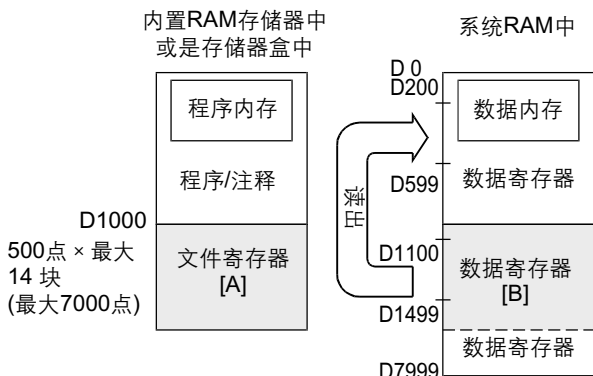 内置RAM存储器中
或是存储器盒中
程序内存
程序/注释
D1000
500点 × 最大
14 块
(最大7000点)
文件寄存器
[A]
系统RAM中
D 0
D200
数据内存
D599
数据寄存器
读出
D1100
数据寄存器
[B]
D1499
数据寄存器
D7999